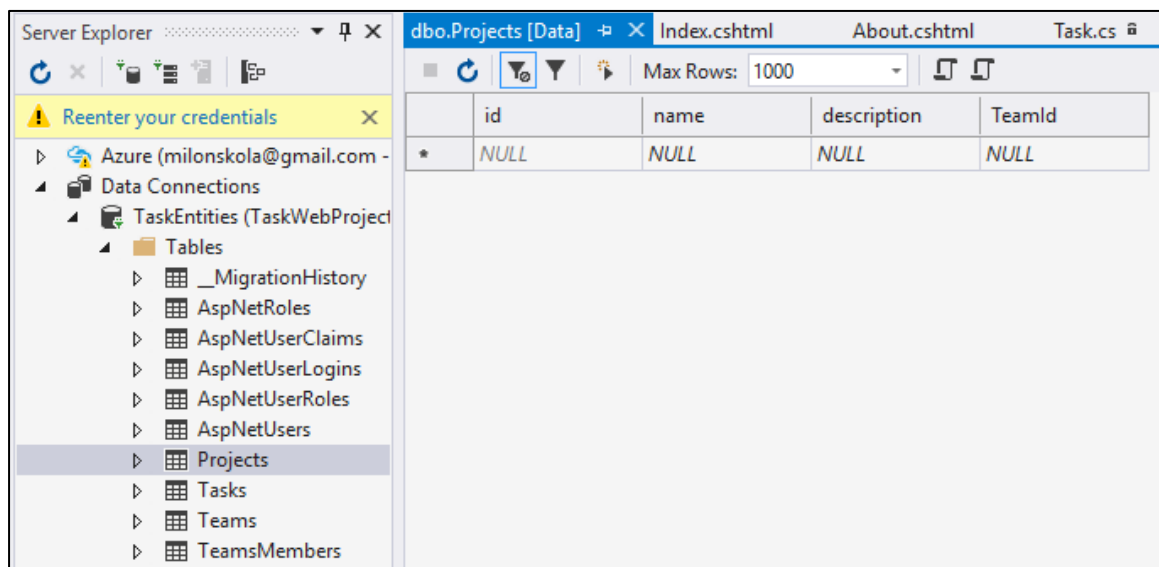 Server Explorer
Reenter your credentials
Azure (milonskola@gmail.com -
Data Connections
TaskEntities (TaskWebProject
Tables
__MigrationHistory
AspNetRoles
AspNetUserClaims
AspNetUserLogins
AspNetUserRoles
AspNetUsers
Projects
Tasks
Teams
TeamsMembers
dbo.Projects [Data] Index.cshtml About.cshtml Task.cs
Max Rows: 1000
id name description TeamId
NULL NULL NULL NULL